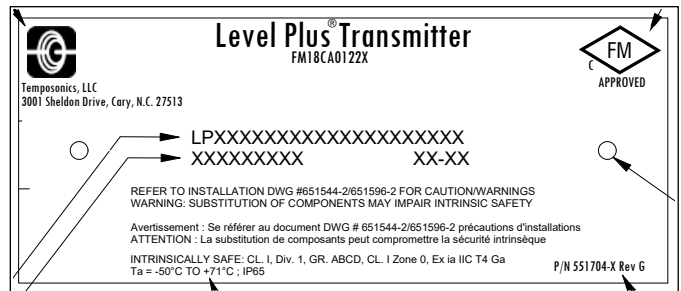 Level Plus® Transmitter
FM18CA0122X
FM
C
APPROVED
Temposonics, LLC
3001 Sheldon Drive, Cary, N.C. 27513
LPXXXXXXXXXXXXXXXXXXXX
XXXXXXXXX XX-XX
REFER TO INSTALLATION DWG #651544-2/651596-2 FOR CAUTION/WARNINGS
WARNING: SUBSTITUTION OF COMPONENTS MAY IMPAIR INTRINSIC SAFETY
Avertissement : Se référer au document DWG # 651544-2/651596-2 précautions d'installations
ATTENTION : La substitution de composants peut compromettre la sécurité intrinsèque
INTRINSICALLY SAFE: CL. I, Div. 1, GR. ABCD, CL. I Zone 0, Ex ia IIC T4 Ga
Ta = -50°C TO +71°C ; IP65
P/N 551704-X Rev G